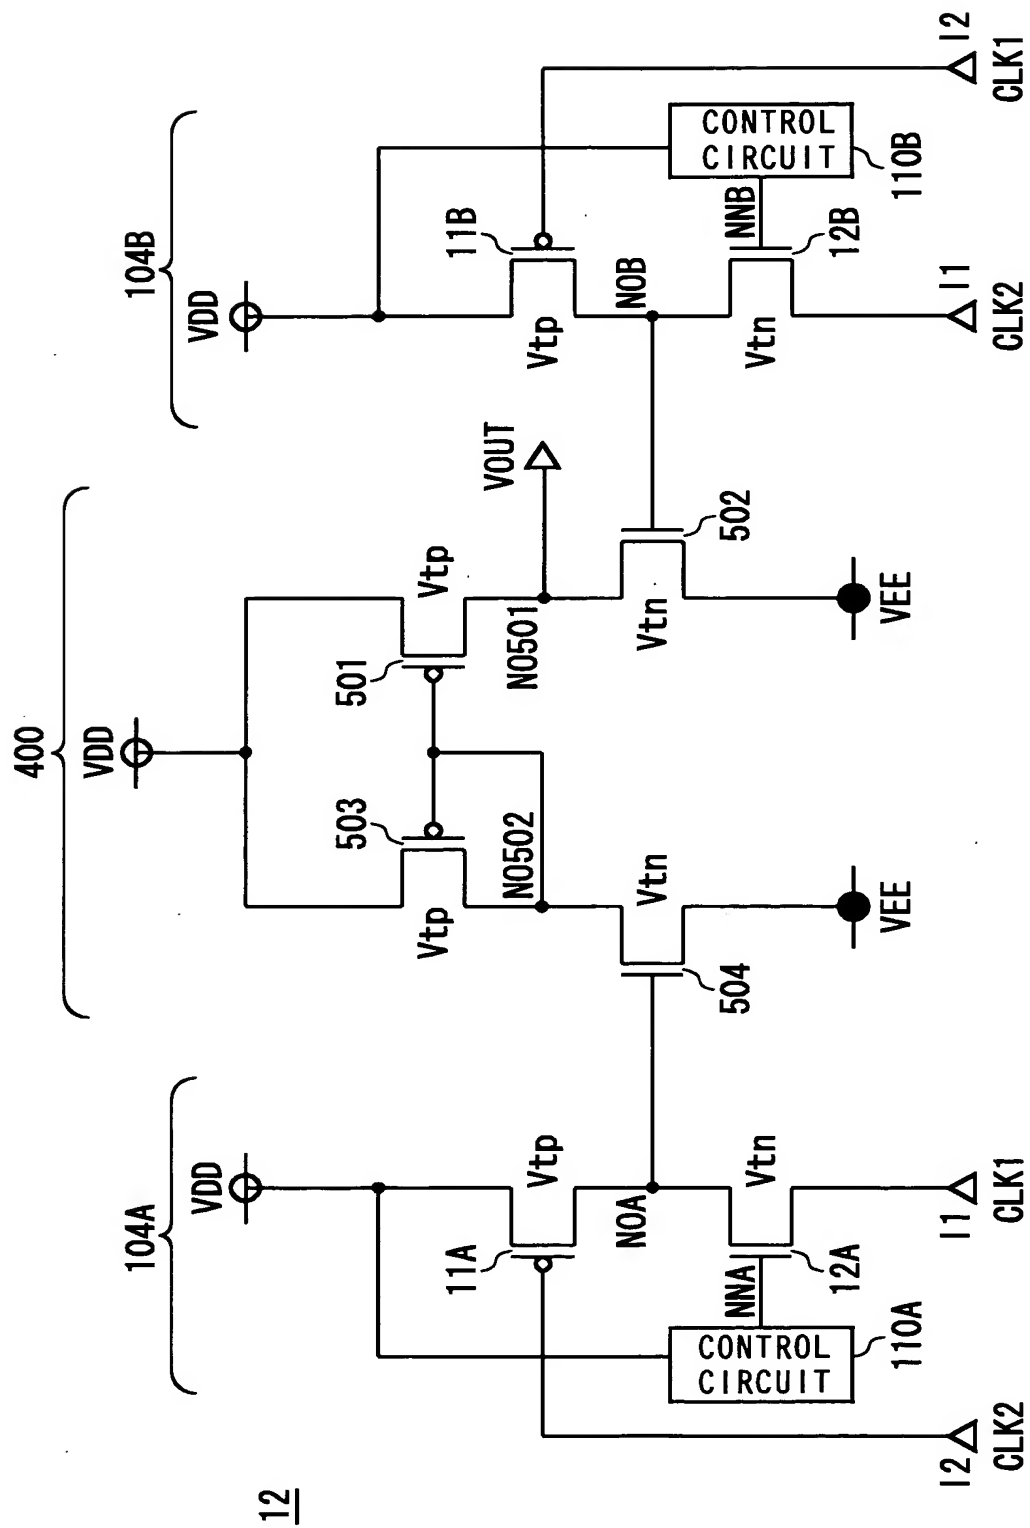 12
104A
400
104B
VDD
VDD
VDD
11A
Vtp
503
Vtp
501
Vtp
11B
Vtp
VOUT
NOA
NO502
NO501
NOB
CONTROL
CIRCUIT
110A
NNA
12A
Vtn
504
Vtn
Vtn
502
Vtn
NNB
12B
CONTROL
CIRCUIT
110B
VEE
VEE
I2
CLK2
I1
CLK1
I1
CLK2
I2
CLK1